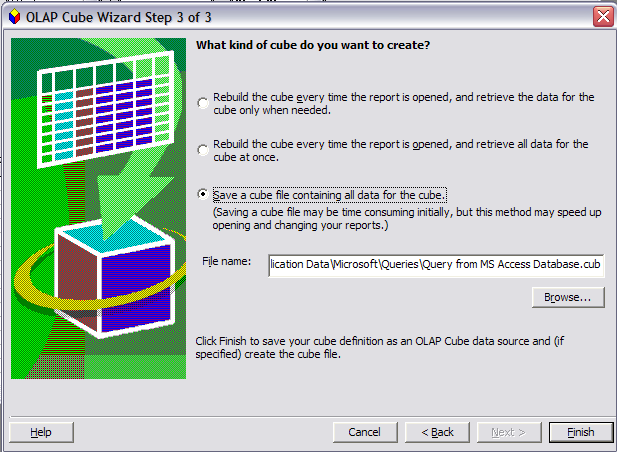 OLAP Cube Wizard Step 3 of 3
What kind of cube do you want to create?
Rebuild the cube every time the report is opened, and retrieve the data for the
cube only when needed.
Rebuild the cube every time the report is opened, and retrieve all data for the
cube at once.
Save a cube file containing all data for the cube.
(Saving a cube file may be time consuming initially, but this method may speed up
opening and changing your reports.)
File name: lication Data\Microsoft\Queries\Query from MS Access Database.cub
Browse...
Click Finish to save your cube definition as an OLAP Cube data source and (if
specified) create the cube file.
Help Cancel < Back Next > Finish